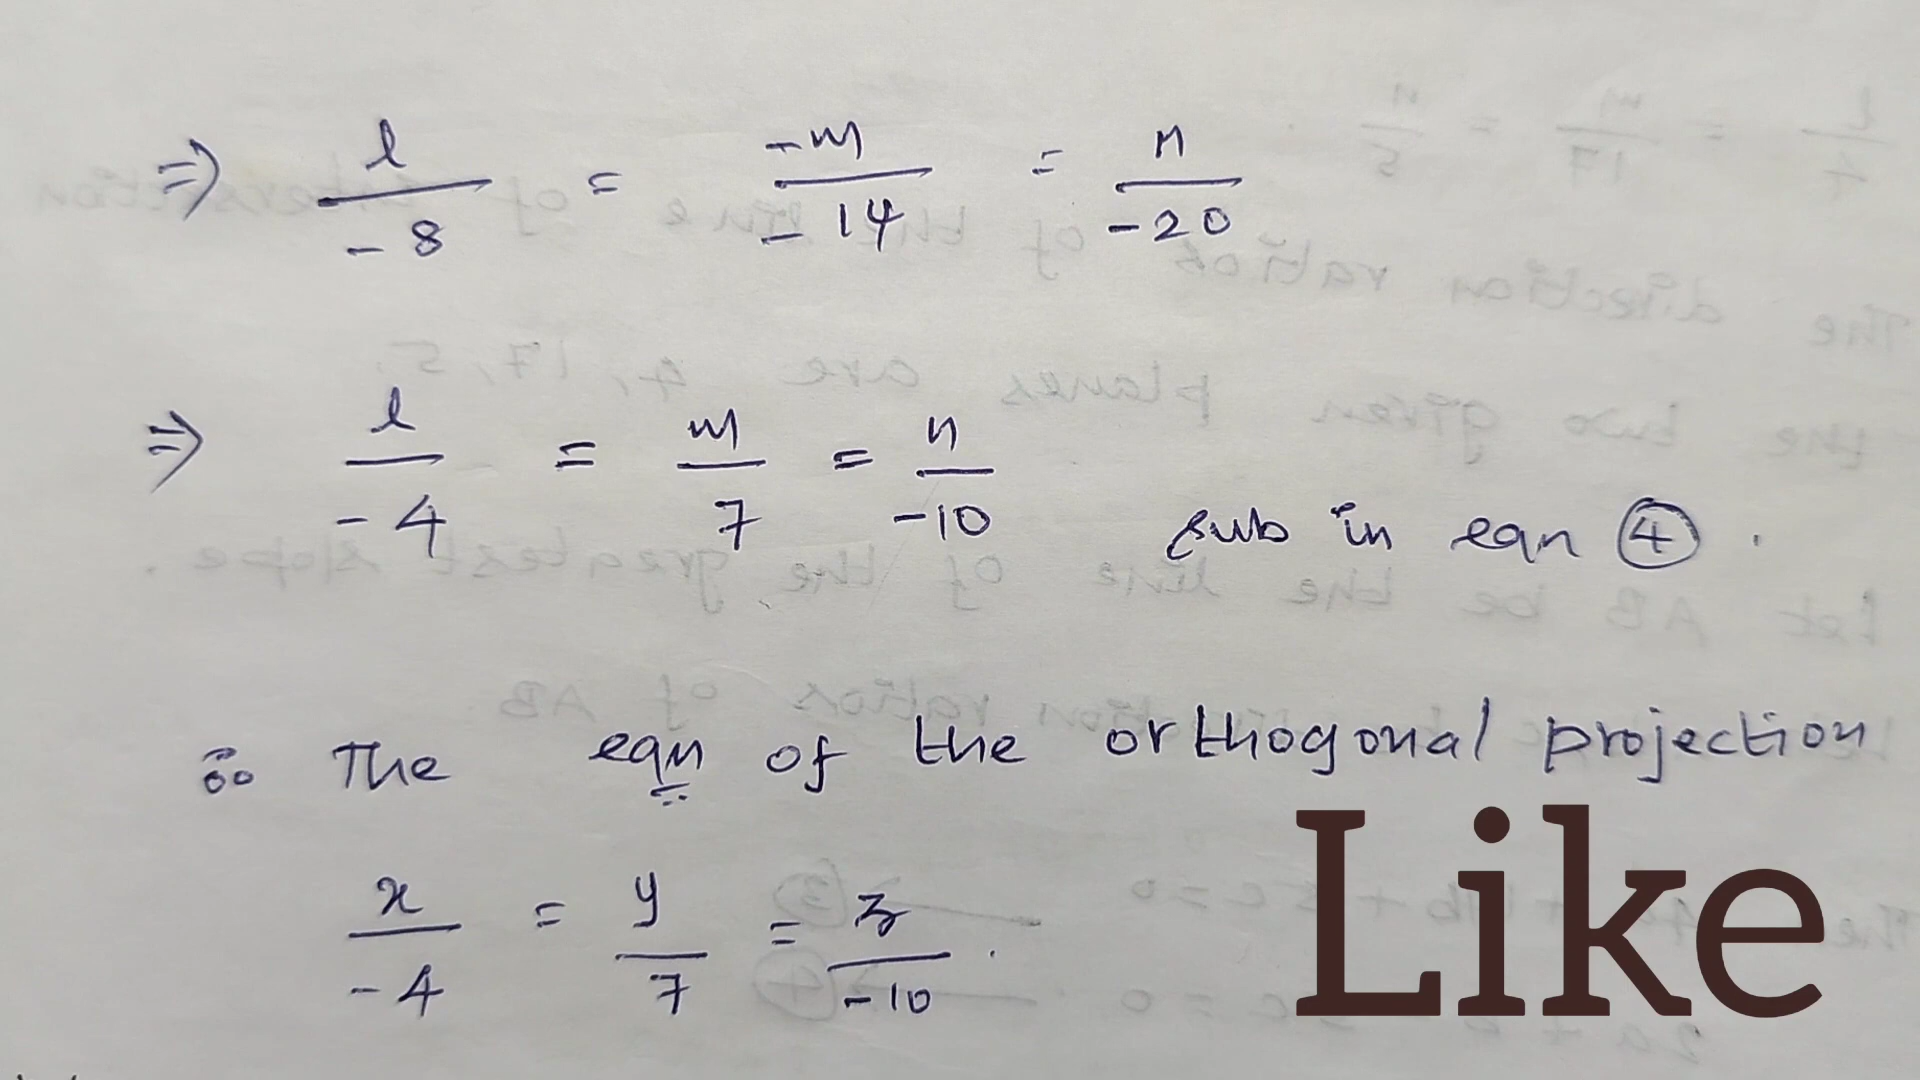 ⇒ l/-8 = -m/-14 = n/-20
⇒ l/-4 = m/7 = n/-10 sub in eqn ④.
∴ The eqn of the orthogonal projection
x/-4 = y/7 = z/-10.
Like